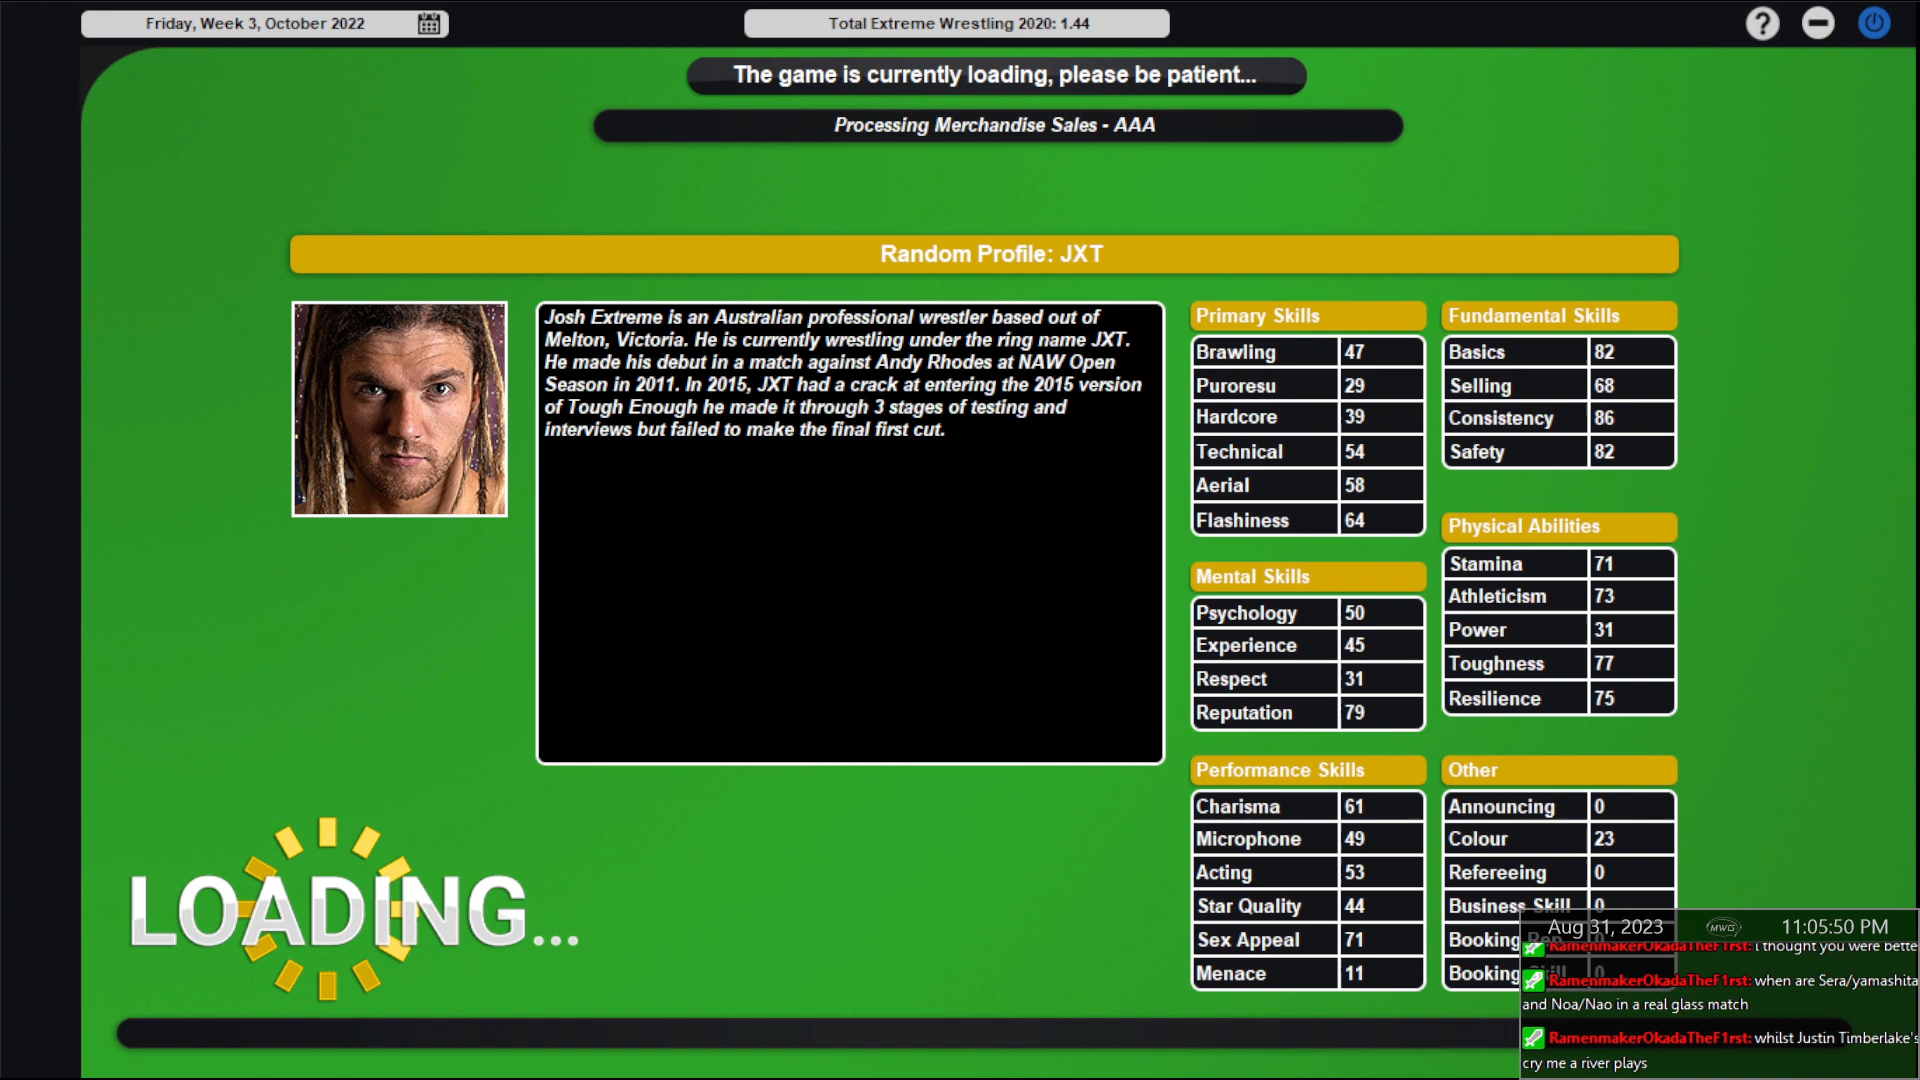 Friday, Week 3, October 2022
Total Extreme Wrestling 2020: 1.44
?
The game is currently loading, please be patient...
Processing Merchandise Sales - AAA
Random Profile: JXT
Josh Extreme is an Australian professional wrestler based out of
Melton, Victoria. He is currently wrestling under the ring name JXT.
He made his debut in a match against Andy Rhodes at NAW Open
Season in 2011. In 2015, JXT had a crack at entering the 2015 version
of Tough Enough he made it through 3 stages of testing and
interviews but failed to make the final first cut.
Primary Skills
Brawling 47
Puroresu 29
Hardcore 39
Technical 54
Aerial 58
Flashiness 64
Mental Skills
Psychology 50
Experience 45
Respect 31
Reputation 79
Performance Skills
Charisma 61
Microphone 49
Acting 53
Star Quality 44
Sex Appeal 71
Menace 11
Fundamental Skills
Basics 82
Selling 68
Consistency 86
Safety 82
Physical Abilities
Stamina 71
Athleticism 73
Power 31
Toughness 77
Resilience 75
Other
Announcing 0
Colour 23
Refereeing 0
Business Skill 0
Booking Rep 0
Booking Skill 0
LOADING...
Aug 31, 2023 MWG 11:05:50 PM
RamenmakerOkadaTheF1rst: I thought you were bette
RamenmakerOkadaTheF1rst: when are Sera/yamashita
and Noa/Nao in a real glass match
RamenmakerOkadaTheF1rst: whilst Justin Timberlake's
cry me a river plays